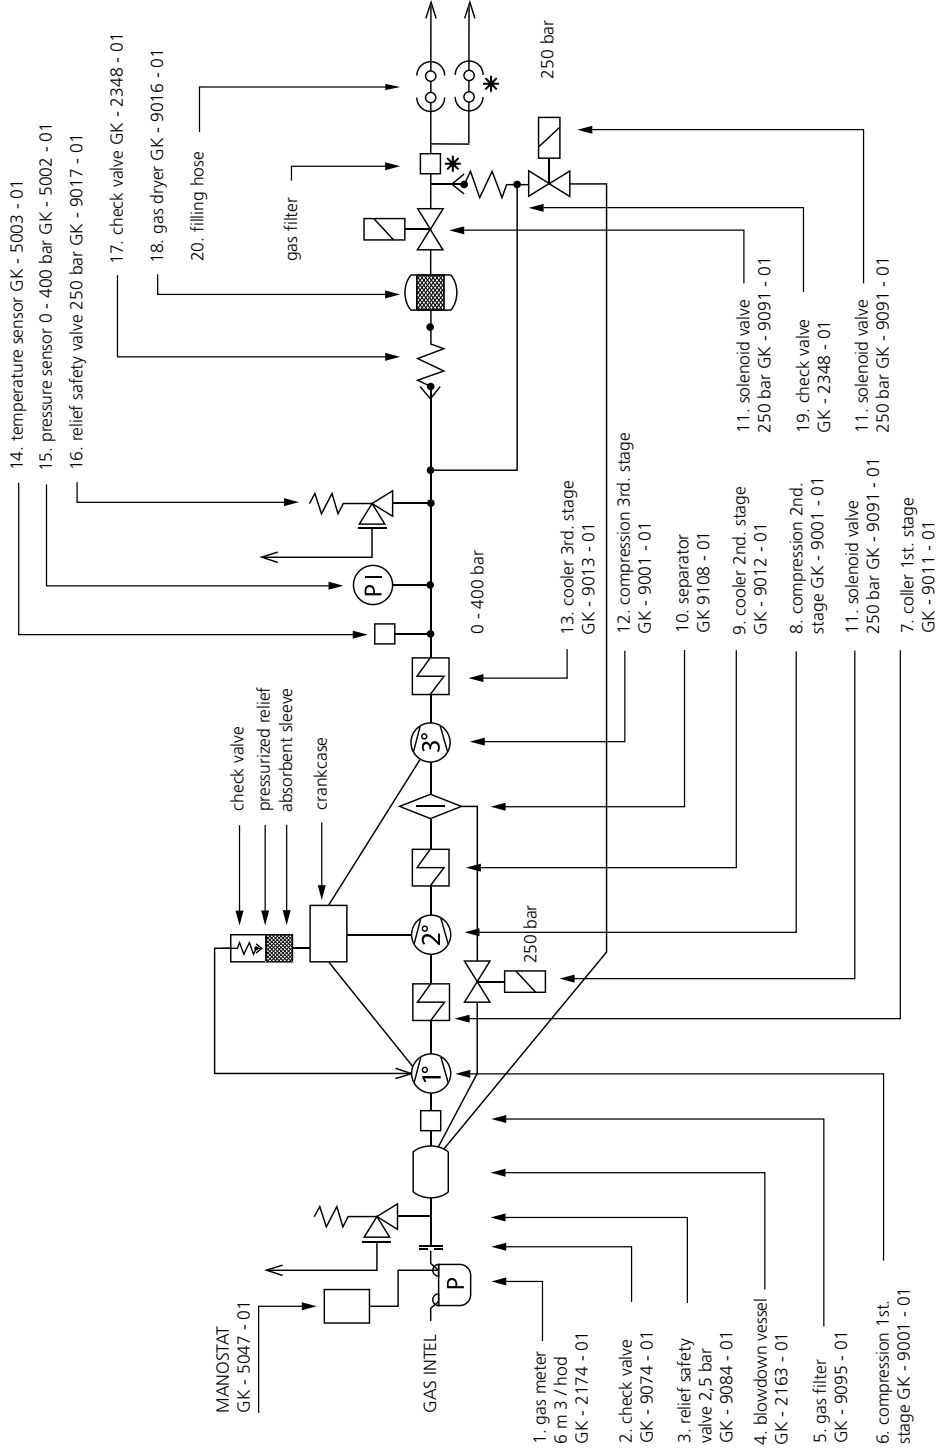 14. temperature sensor GK - 5003 - 01
15. pressure sensor 0 - 400 bar GK - 5002 - 01
16. relief safety valve 250 bar GK - 9017 - 01
17. check valve GK - 2348 - 01
18. gas dryer GK - 9016 - 01
20. filling hose
gas filter
250 bar
check valve
pressurized relief
absorbent sleeve
crankcase
P I
0 - 400 bar
1°
2°
3°
250 bar
P
MANOSTAT
GK - 5047 - 01
GAS INTEL
1. gas meter
6 m 3 / hod
GK - 2174 - 01
2. check valve
GK - 9074 - 01
3. relief safety
valve 2,5 bar
GK - 9084 - 01
4. blowdown vessel
GK - 2163 - 01
5. gas filter
GK - 9095 - 01
6. compression 1st.
stage GK - 9001 - 01
13. cooler 3rd. stage
GK - 9013 - 01
12. compression 3rd. stage
GK - 9001 - 01
10. separator
GK 9108 - 01
9. cooler 2nd. stage
GK - 9012 - 01
8. compression 2nd.
stage GK - 9001 - 01
11. solenoid valve
250 bar GK - 9091 - 01
7. coller 1st. stage
GK - 9011 - 01
11. solenoid valve
250 bar GK - 9091 - 01
19. check valve
GK - 2348 - 01
11. solenoid valve
250 bar GK - 9091 - 01